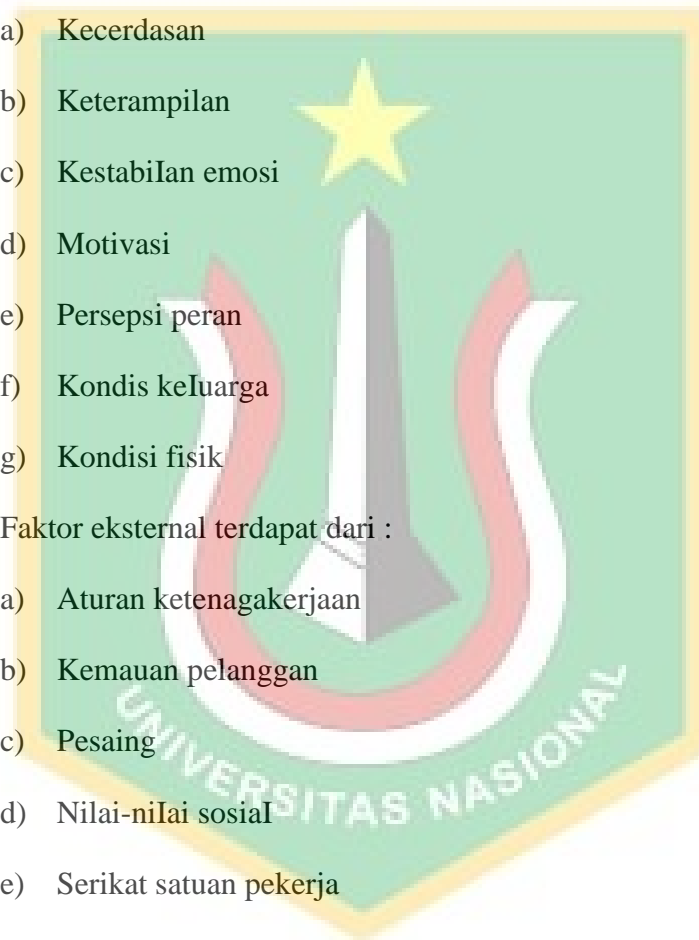 a) Kecerdasan
b) Keterampilan
c) KestabiIan emosi
d) Motivasi
e) Persepsi peran
f) Kondis keIuarga
g) Kondisi fisik
Faktor eksternal terdapat dari :
a) Aturan ketenagakerjaan
b) Kemauan pelanggan
c) Pesaing
d) Nilai-niIai sosiaI
e) Serikat satuan pekerja
UNIVERSITAS NASIONAL